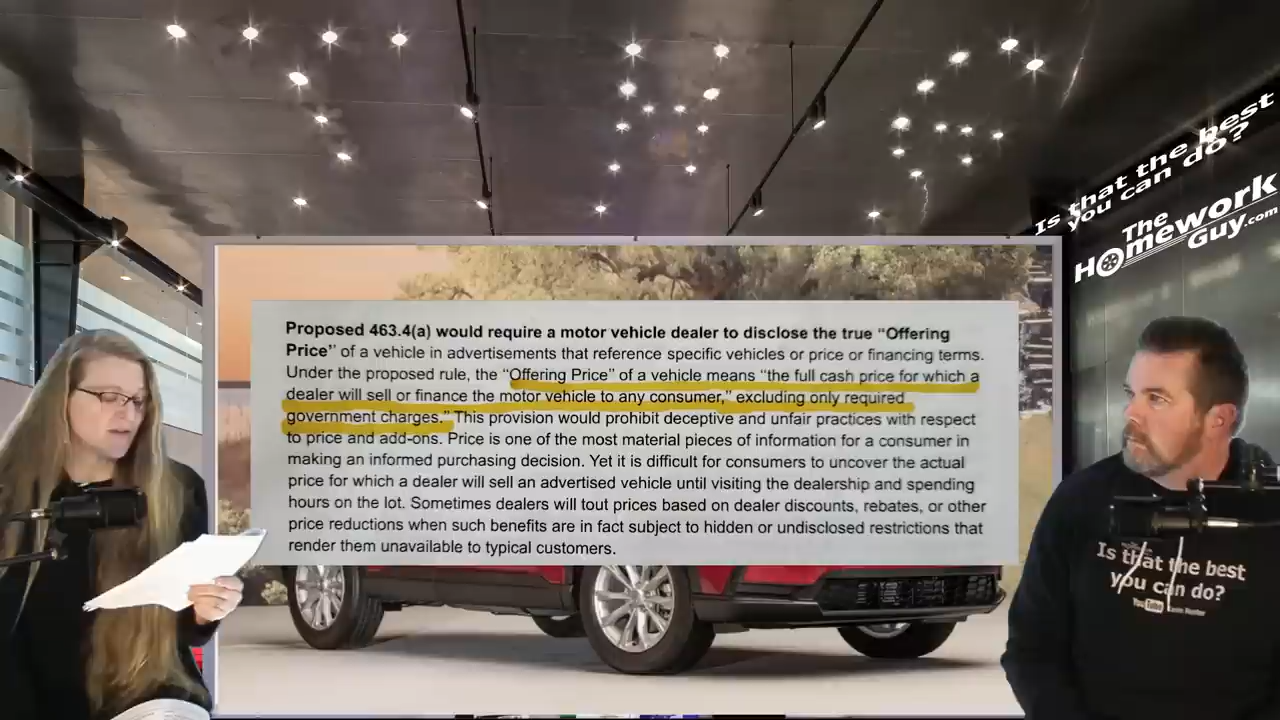 Is that the best
you can do?
The
Homework
Guy.com
Proposed 463.4(a) would require a motor vehicle dealer to disclose the true “Offering
Price” of a vehicle in advertisements that reference specific vehicles or price or financing terms.
Under the proposed rule, the “Offering Price” of a vehicle means “the full cash price for which a
dealer will sell or finance the motor vehicle to any consumer,” excluding only required
government charges.” This provision would prohibit deceptive and unfair practices with respect
to price and add-ons. Price is one of the most material pieces of information for a consumer in
making an informed purchasing decision. Yet it is difficult for consumers to uncover the actual
price for which a dealer will sell an advertised vehicle until visiting the dealership and spending
hours on the lot. Sometimes dealers will tout prices based on dealer discounts, rebates, or other
price reductions when such benefits are in fact subject to hidden or undisclosed restrictions that
render them unavailable to typical customers.
Is that the best
you can do?
YouTube Kevin Hunter